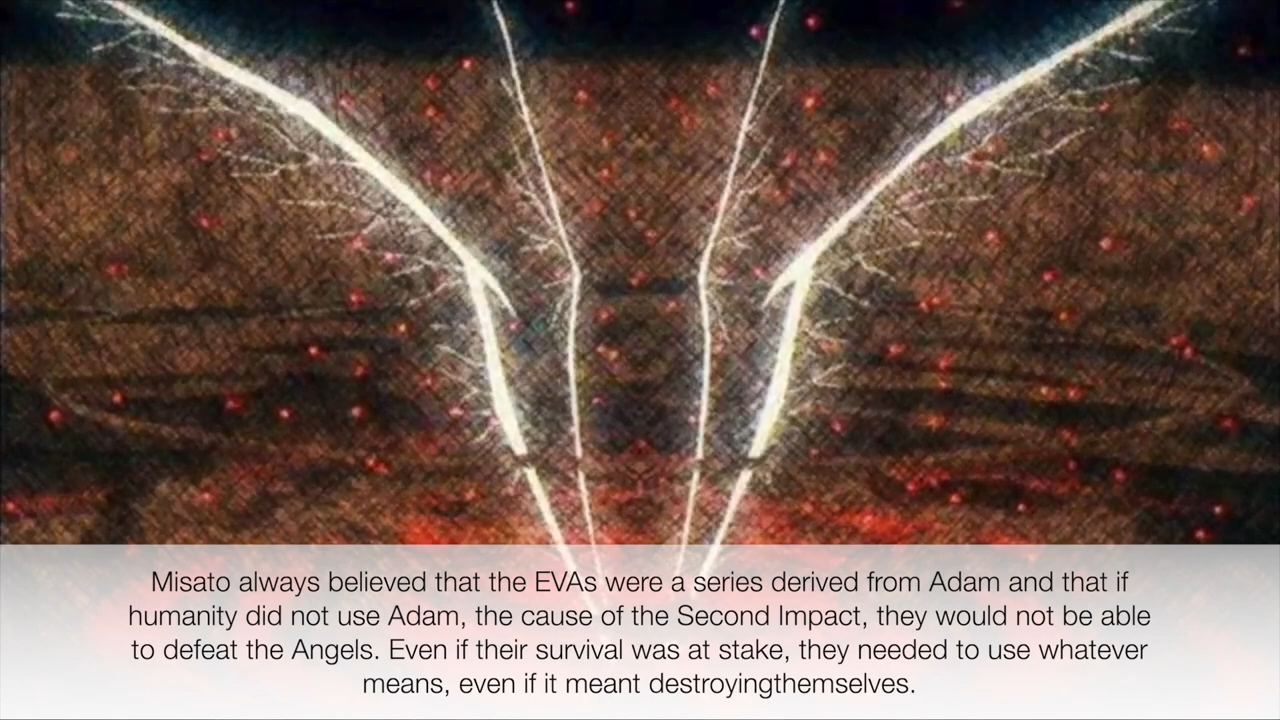 Misato always believed that the EVAs were a series derived from Adam and that if
humanity did not use Adam, the cause of the Second Impact, they would not be able
to defeat the Angels. Even if their survival was at stake, they needed to use whatever
means, even if it meant destroyingthemselves.